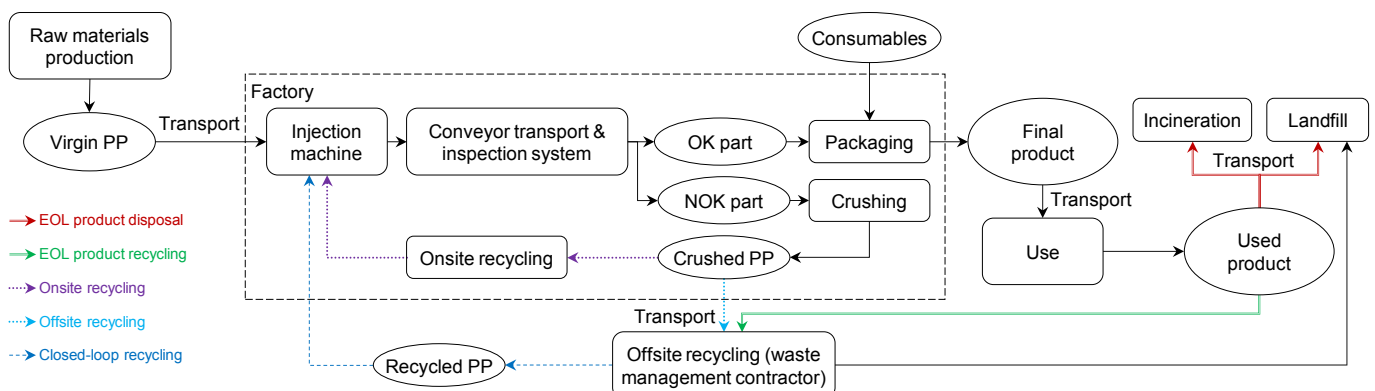 Raw materials
production
Consumables
Factory
Virgin PP
Transport
Injection
machine
Conveyor transport &
inspection system
OK part
Packaging
Final
product
Incineration
Landfill
Transport
NOK part
Crushing
Transport
EOL product disposal
EOL product recycling
Onsite recycling
Offsite recycling
Closed-loop recycling
Onsite recycling
Crushed PP
Use
Used
product
Transport
Recycled PP
Offsite recycling (waste
management contractor)